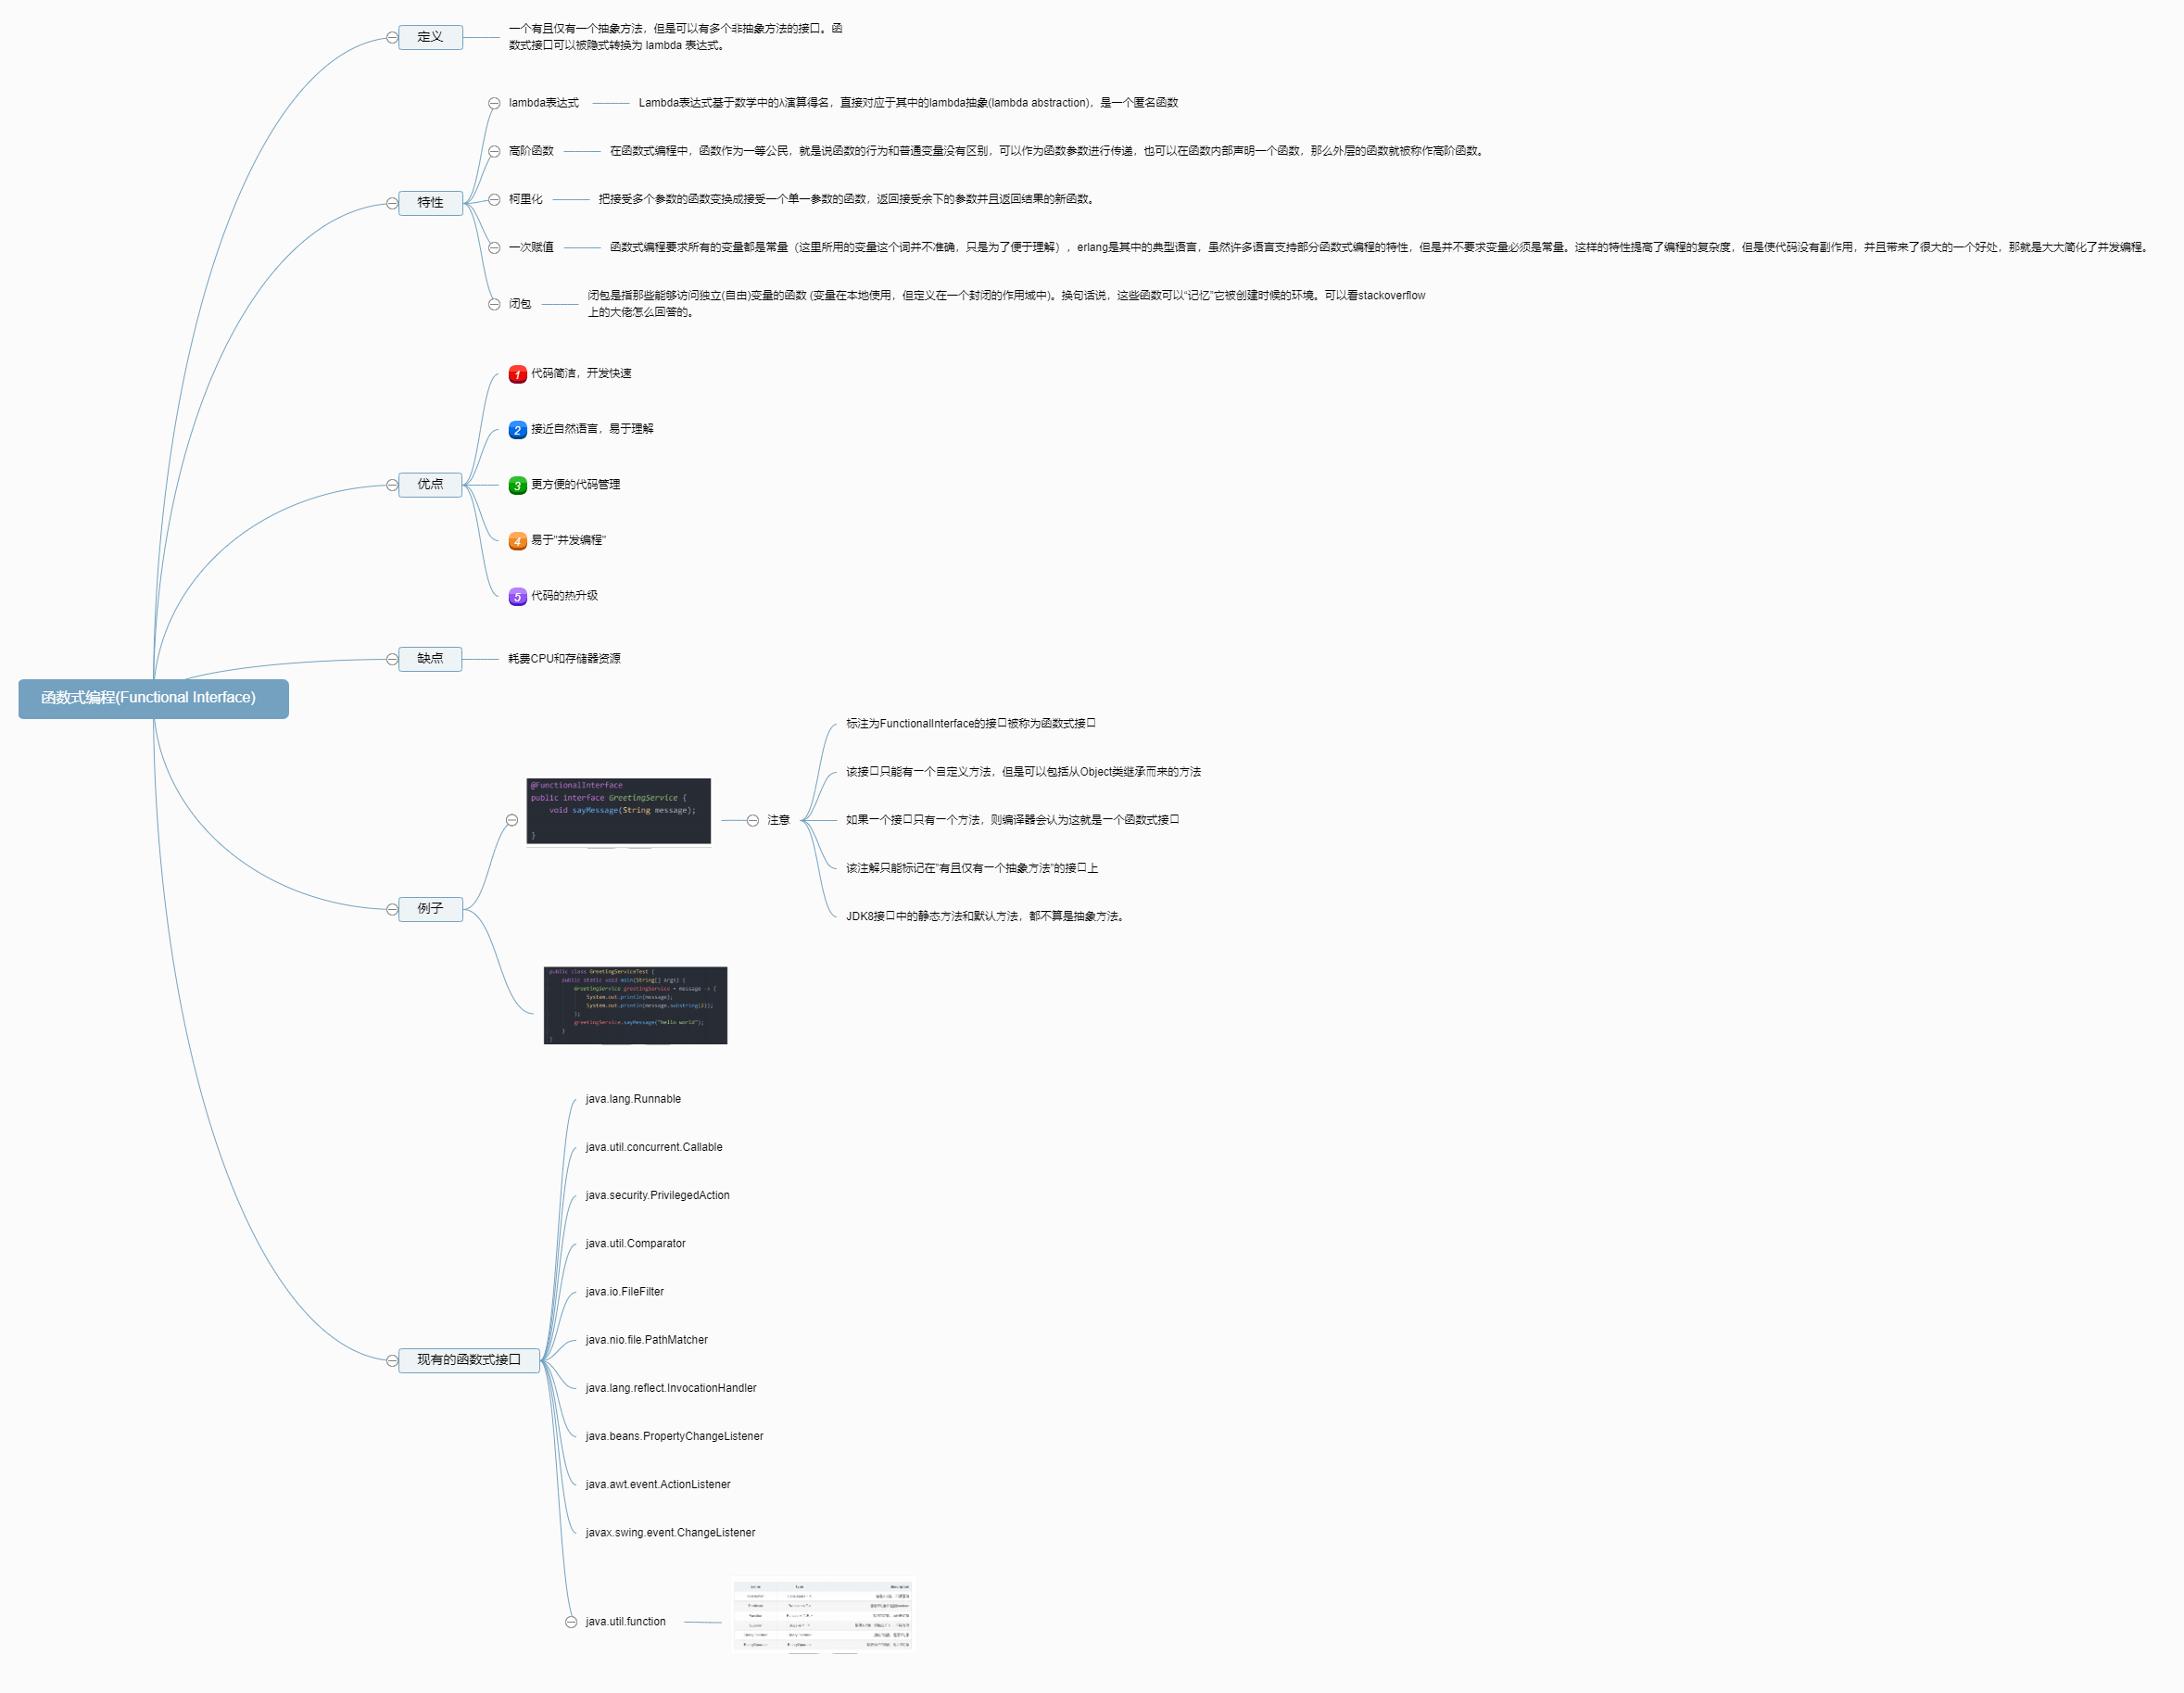 函数式编程(Functional Interface)
定义
一个有且仅有一个抽象方法，但是可以有多个非抽象方法的接口。函
数式接口可以被隐式转换为 lambda 表达式。
特性
lambda表达式
Lambda表达式基于数学中的λ演算得名，直接对应于其中的lambda抽象(lambda abstraction)，是一个匿名函数
高阶函数
在函数式编程中，函数作为一等公民，就是说函数的行为和普通变量没有区别，可以作为函数参数进行传递，也可以在函数内部声明一个函数，那么外层的函数就被称作高阶函数。
柯里化
把接受多个参数的函数变换成接受一个单一参数的函数，返回接受余下的参数并且返回结果的新函数。
一次赋值
函数式编程要求所有的变量都是常量（这里所用的变量这个词并不准确，只是为了便于理解），erlang是其中的典型语言，虽然许多语言支持部分函数式编程的特性，但是并不要求变量必须是常量。这样的特性提高了编程的复杂度，但是使代码没有副作用，并且带来了很大的一个好处，那就是大大简化了并发编程。
闭包
闭包是指那些能够访问独立(自由)变量的函数 (变量在本地使用，但定义在一个封闭的作用域中)。换句话说，这些函数可以“记忆”它被创建时候的环境。可以看stackoverflow
上的大佬怎么回答的。
优点
1 代码简洁，开发快速
2 接近自然语言，易于理解
3 更方便的代码管理
4 易于"并发编程"
5 代码的热升级
缺点
耗费CPU和存储器资源
例子
@FunctionalInterface
public interface GreetingService {
void sayMessage(String message);
}
注意
标注为FunctionalInterface的接口被称为函数式接口
该接口只能有一个自定义方法，但是可以包括从Object类继承而来的方法
如果一个接口只有一个方法，则编译器会认为这就是一个函数式接口
该注解只能标记在"有且仅有一个抽象方法"的接口上
JDK8接口中的静态方法和默认方法，都不算是抽象方法。
public class GreetingServiceTest {
public static void main(String[] args) {
GreetingService greetingService = message -> {
System.out.println(message);
System.out.println(message.substring(2));
};
greetingService.sayMessage("hello world");
}
}
现有的函数式接口
java.lang.Runnable
java.util.concurrent.Callable
java.security.PrivilegedAction
java.util.Comparator
java.io.FileFilter
java.nio.file.PathMatcher
java.lang.reflect.InvocationHandler
java.beans.PropertyChangeListener
java.awt.event.ActionListener
javax.swing.event.ChangeListener
java.util.function